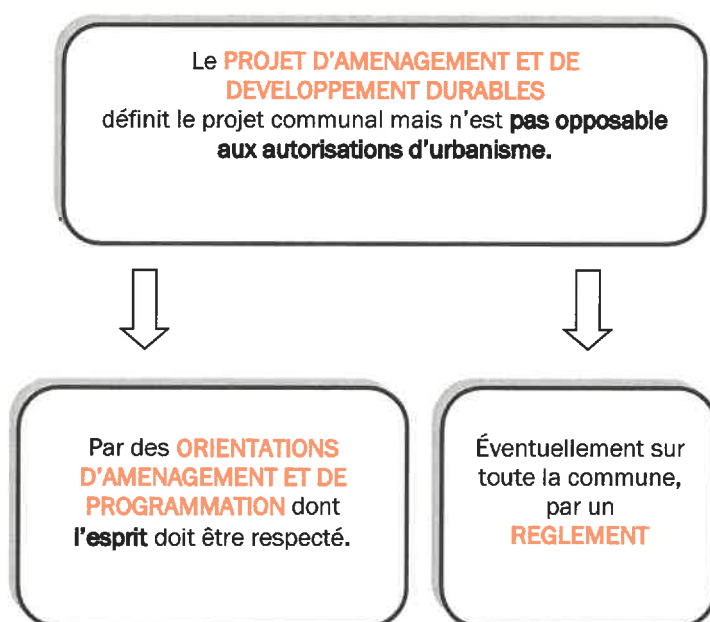 Le PROJET D'AMENAGEMENT ET DE
DEVELOPPEMENT DURABLES
définit le projet communal mais n'est pas opposable
aux autorisations d'urbanisme.
Par des ORIENTATIONS
D'AMENAGEMENT ET DE
PROGRAMMATION dont
l'esprit doit être respecté.
Éventuellement sur
toute la commune,
par un
REGLEMENT